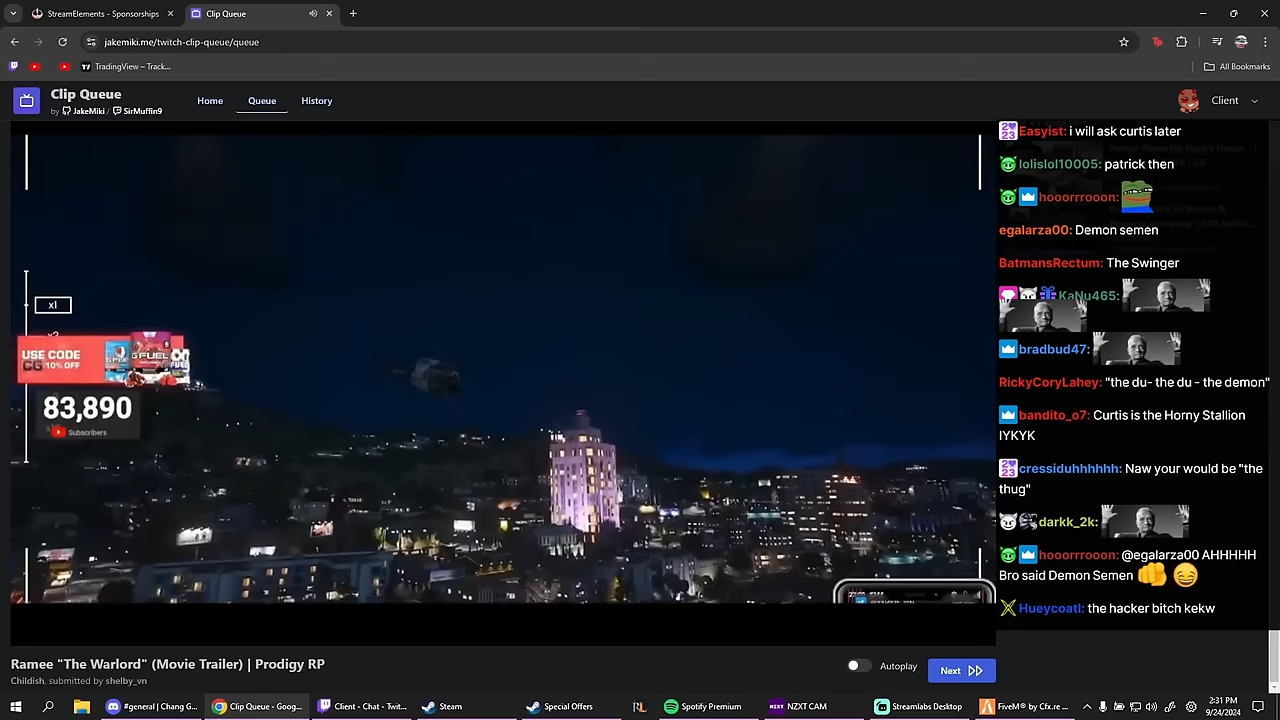 StreamElements - Sponsorships
Clip Queue
jakemiki.me/twitch-clip-queue/queue
TradingView – Track...
All Bookmarks
Clip Queue
by JakeMiki / SirMuffin9
Home
Queue
History
Client
Easyist: i will ask curtis later
lolislol10005: patrick then
hooorrrooon:
egalarza00: Demon semen
BatmansRectum: The Swinger
KaNu465:
bradbud47:
RickyCoryLahey: "the du- the du - the demon"
bandito_o7: Curtis is the Horny Stallion
IYKYK
cressiduhhhhhh: Naw your would be "the
thug"
darkk_2k:
hooorrrooon: @egalarza00 AHHHHH
Bro said Demon Semen
Hueycoatl: the hacker bitch kekw
x1
USE CODE
CG 10% OFF
GFUEL
83,890
Subscribers
Ramee "The Warlord" (Movie Trailer) | Prodigy RP
Childish, submitted by shelby_vn
Autoplay
Next
#general | Chang G...
Clip Queue - Goog...
Client - Chat - Twit...
Steam
Special Offers
Spotify Premium
NZXT CAM
Streamlabs Desktop
FiveM® by Cfx.re ...
2:31 PM
9/24/2024